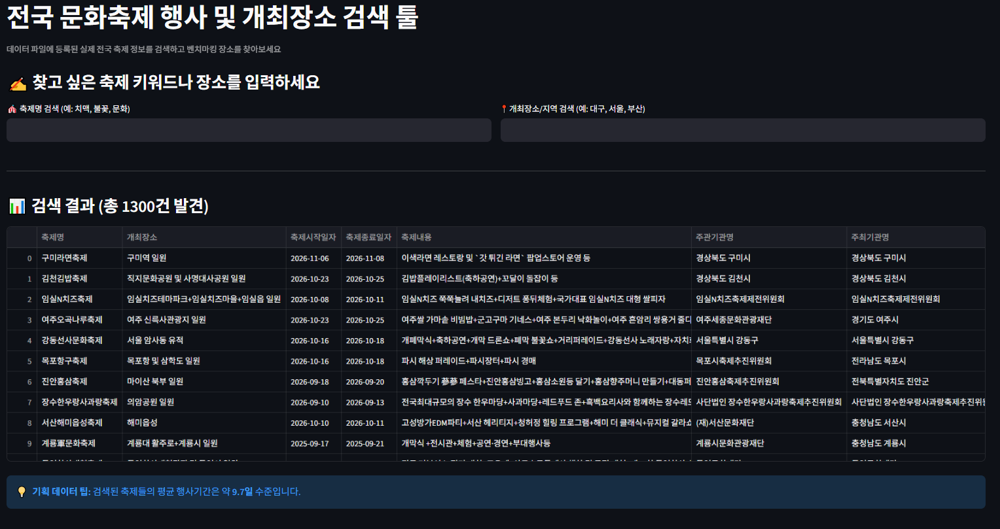 전국 문화축제 행사 및 개최장소 검색 툴
데이터 파일에 등록된 실제 전국 축제 정보를 검색하고 벤치마킹 장소를 찾아보세요
찾고 싶은 축제 키워드나 장소를 입력하세요
축제명 검색 (예: 치맥, 불꽃, 문화) 개최장소/지역 검색 (예: 대구, 서울, 부산)
검색 결과 (총 1300건 발견)
축제명 개최장소 축제시작일자 축제종료일자 축제내용 주관기관명 주최기관명
0 구미라면축제 구미역 일원 2026-11-06 2026-11-08 이색라면 레스토랑 및 `갓 튀긴 라면` 팝업스토어 운영 등 경상북도 구미시 경상북도 구미시
1 김천김밥축제 직지문화공원 및 사명대사공원 일원 2026-10-23 2026-10-25 김밥플레이리스트(축하공연)+꼬달이 돌잡이 등 경상북도 김천시 경상북도 김천시
2 임실N치즈축제 임실치즈테마파크+임실치즈마을+임실읍 일원 2026-10-08 2026-10-11 임실N치즈 쭉쭉늘려 내치즈+디저트 퐁뒤체험+국가대표 임실N치즈 대형 쌀피자 임실N치즈축제제전위원회 임실N치즈축제제전위원회
3 여주오곡나루축제 여주 신륵사관광지 일원 2026-10-23 2026-10-25 여주쌀 가마솥 비빔밥+군고구마 기네스+여주 본두리 낙화놀이+여주 흔암리 쌍용거 줄다 여주세종문화관광재단 경기도 여주시
4 강동선사문화축제 서울 암사동 유적 2026-10-16 2026-10-18 개폐막식+축하공연+개막 드론쇼+폐막 불꽃쇼+거리퍼레이드+강동선사 노래자랑+자치 서울특별시 강동구 서울특별시 강동구
5 목포항구축제 목포항 및 삼학도 일원 2026-10-16 2026-10-18 파시 해상 퍼레이드+파시장터+파시 경매 목포시축제추진위원회 전라남도 목포시
6 진안홍삼축제 마이산 북부 일원 2026-09-18 2026-09-20 홍삼깍두기 蔘蔘 페스타+진안홍삼빙고+홍삼소원등 달기+홍삼향주머니 만들기+대동퍼 진안홍삼축제추진위원회 전북특별자치도 진안군
7 장수한우랑사과랑축제 의암공원 일원 2026-09-10 2026-09-13 전국최대규모의 장수 한우마당+사과마당+레드푸드 존+흑백요리사와 함께하는 장수레드 사단법인 장수한우랑사과랑축제추진위원회 사단법인 장수한우랑사과랑축제추진위원
8 서산해미읍성축제 해미읍성 2026-10-10 2026-10-11 고성방가EDM파티+서산 헤리티지+청허정 힐링 프로그램+해미 더 클래식+뮤지컬 갈라쇼 (재)서산문화재단 충청남도 서산시
9 계룡軍문화축제 계룡대 활주로+계룡시 일원 2025-09-17 2025-09-21 개막식 +전시관+체험+공연·경연+부대행사등 계룡시문화관광재단 충청남도 계룡시
기획 데이터 팁: 검색된 축제들의 평균 행사기간은 약 9.7일 수준입니다.